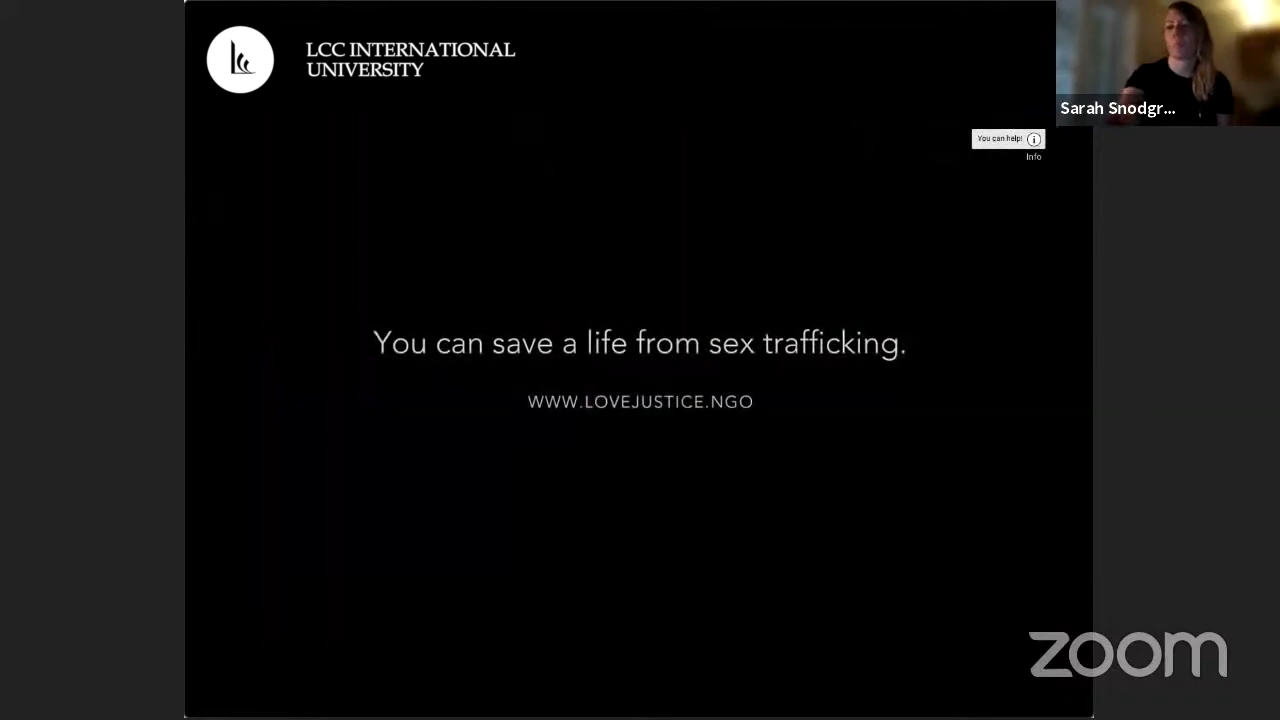 LCC INTERNATIONAL
UNIVERSITY
Sarah Snodgr...
You can help!
Info
You can save a life from sex trafficking.
WWW.LOVEJUSTICE.NGO
zoom